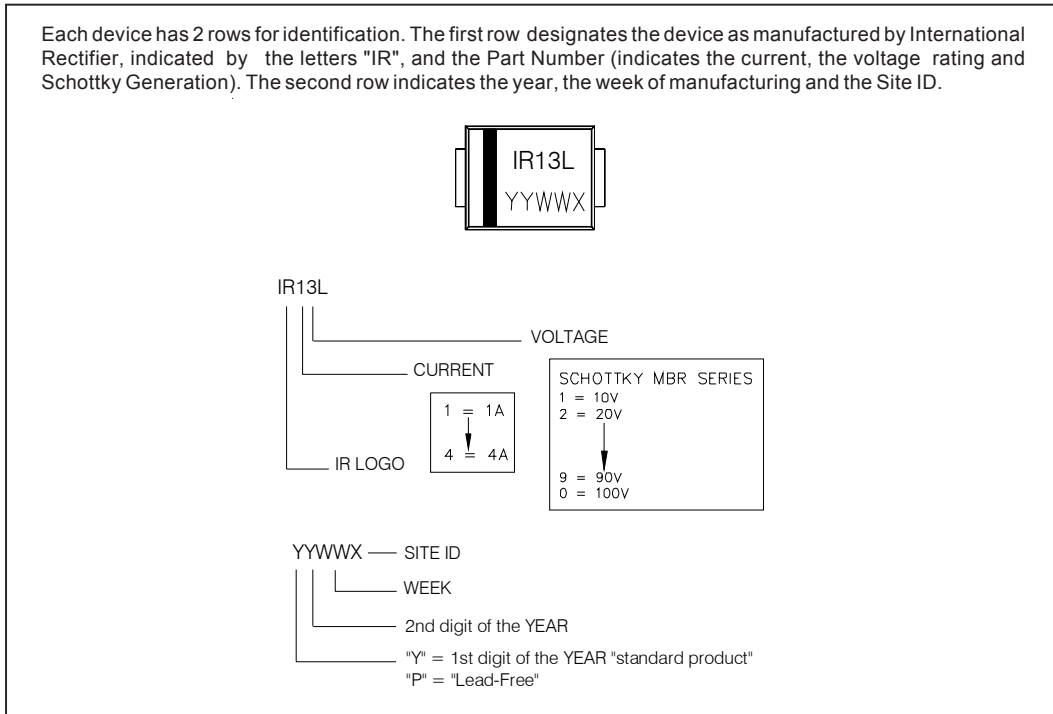 Each device has 2 rows for identification. The first row designates the device as manufactured by International
Rectifier, indicated by the letters "IR", and the Part Number (indicates the current, the voltage rating and
Schottky Generation). The second row indicates the year, the week of manufacturing and the Site ID.
IR13L
YYWWX
IR13L
VOLTAGE
CURRENT
SCHOTTKY MBR SERIES
1 = 10V
2 = 20V
9 = 90V
0 = 100V
1 = 1A
4 = 4A
IR LOGO
YYWWX
SITE ID
WEEK
2nd digit of the YEAR
"Y" = 1st digit of the YEAR "standard product"
"P" = "Lead-Free"